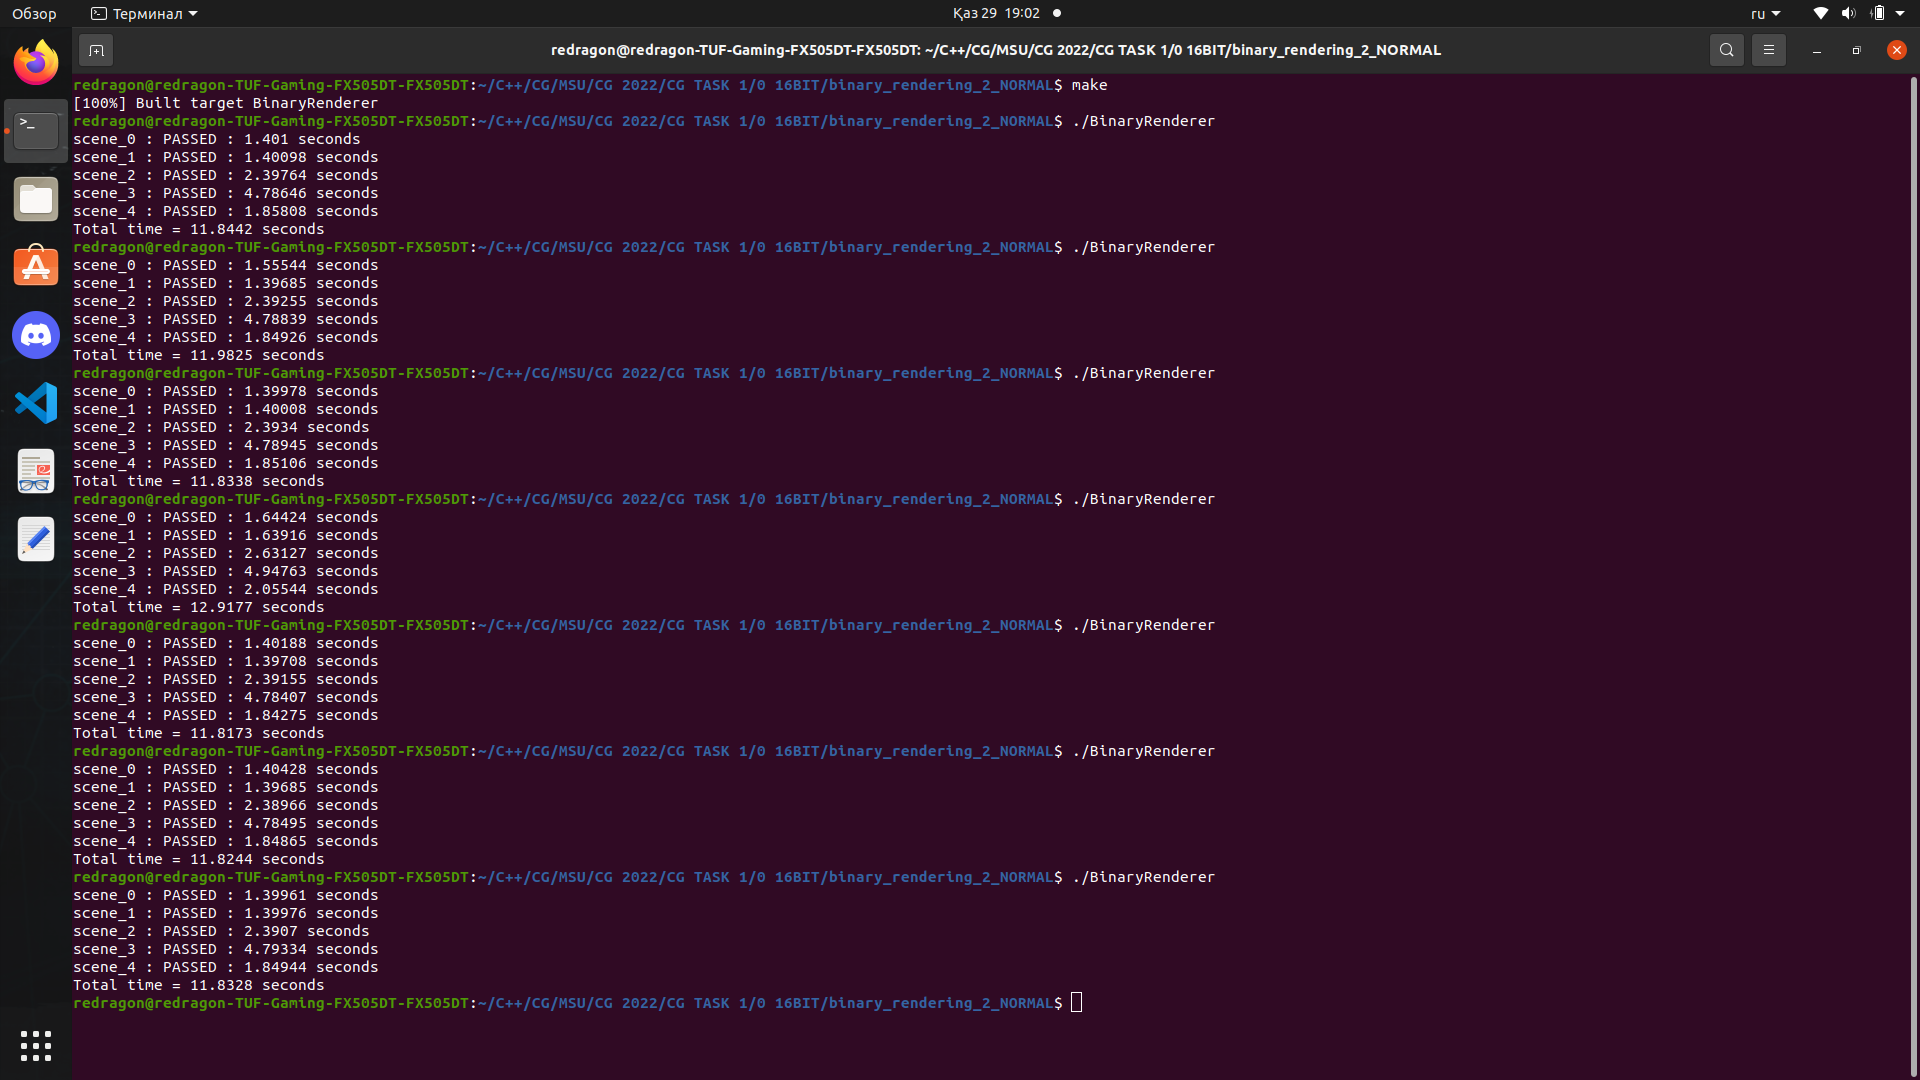 Обзор Терминал Қаз 29 19:02 ru
redragon@redragon-TUF-Gaming-FX505DT-FX505DT: ~/C++/CG/MSU/CG 2022/CG TASK 1/0 16BIT/binary_rendering_2_NORMAL
redragon@redragon-TUF-Gaming-FX505DT-FX505DT:~/C++/CG/MSU/CG 2022/CG TASK 1/0 16BIT/binary_rendering_2_NORMAL$ make
[100%] Built target BinaryRenderer
redragon@redragon-TUF-Gaming-FX505DT-FX505DT:~/C++/CG/MSU/CG 2022/CG TASK 1/0 16BIT/binary_rendering_2_NORMAL$ ./BinaryRenderer
scene_0 : PASSED : 1.401 seconds
scene_1 : PASSED : 1.40098 seconds
scene_2 : PASSED : 2.39764 seconds
scene_3 : PASSED : 4.78646 seconds
scene_4 : PASSED : 1.85808 seconds
Total time = 11.8442 seconds
redragon@redragon-TUF-Gaming-FX505DT-FX505DT:~/C++/CG/MSU/CG 2022/CG TASK 1/0 16BIT/binary_rendering_2_NORMAL$ ./BinaryRenderer
scene_0 : PASSED : 1.55544 seconds
scene_1 : PASSED : 1.39685 seconds
scene_2 : PASSED : 2.39255 seconds
scene_3 : PASSED : 4.78839 seconds
scene_4 : PASSED : 1.84926 seconds
Total time = 11.9825 seconds
redragon@redragon-TUF-Gaming-FX505DT-FX505DT:~/C++/CG/MSU/CG 2022/CG TASK 1/0 16BIT/binary_rendering_2_NORMAL$ ./BinaryRenderer
scene_0 : PASSED : 1.39978 seconds
scene_1 : PASSED : 1.40008 seconds
scene_2 : PASSED : 2.3934 seconds
scene_3 : PASSED : 4.78945 seconds
scene_4 : PASSED : 1.85106 seconds
Total time = 11.8338 seconds
redragon@redragon-TUF-Gaming-FX505DT-FX505DT:~/C++/CG/MSU/CG 2022/CG TASK 1/0 16BIT/binary_rendering_2_NORMAL$ ./BinaryRenderer
scene_0 : PASSED : 1.64424 seconds
scene_1 : PASSED : 1.63916 seconds
scene_2 : PASSED : 2.63127 seconds
scene_3 : PASSED : 4.94763 seconds
scene_4 : PASSED : 2.05544 seconds
Total time = 12.9177 seconds
redragon@redragon-TUF-Gaming-FX505DT-FX505DT:~/C++/CG/MSU/CG 2022/CG TASK 1/0 16BIT/binary_rendering_2_NORMAL$ ./BinaryRenderer
scene_0 : PASSED : 1.40188 seconds
scene_1 : PASSED : 1.39708 seconds
scene_2 : PASSED : 2.39155 seconds
scene_3 : PASSED : 4.78407 seconds
scene_4 : PASSED : 1.84275 seconds
Total time = 11.8173 seconds
redragon@redragon-TUF-Gaming-FX505DT-FX505DT:~/C++/CG/MSU/CG 2022/CG TASK 1/0 16BIT/binary_rendering_2_NORMAL$ ./BinaryRenderer
scene_0 : PASSED : 1.40428 seconds
scene_1 : PASSED : 1.39685 seconds
scene_2 : PASSED : 2.38966 seconds
scene_3 : PASSED : 4.78495 seconds
scene_4 : PASSED : 1.84865 seconds
Total time = 11.8244 seconds
redragon@redragon-TUF-Gaming-FX505DT-FX505DT:~/C++/CG/MSU/CG 2022/CG TASK 1/0 16BIT/binary_rendering_2_NORMAL$ ./BinaryRenderer
scene_0 : PASSED : 1.39961 seconds
scene_1 : PASSED : 1.39976 seconds
scene_2 : PASSED : 2.3907 seconds
scene_3 : PASSED : 4.79334 seconds
scene_4 : PASSED : 1.84944 seconds
Total time = 11.8328 seconds
redragon@redragon-TUF-Gaming-FX505DT-FX505DT:~/C++/CG/MSU/CG 2022/CG TASK 1/0 16BIT/binary_rendering_2_NORMAL$